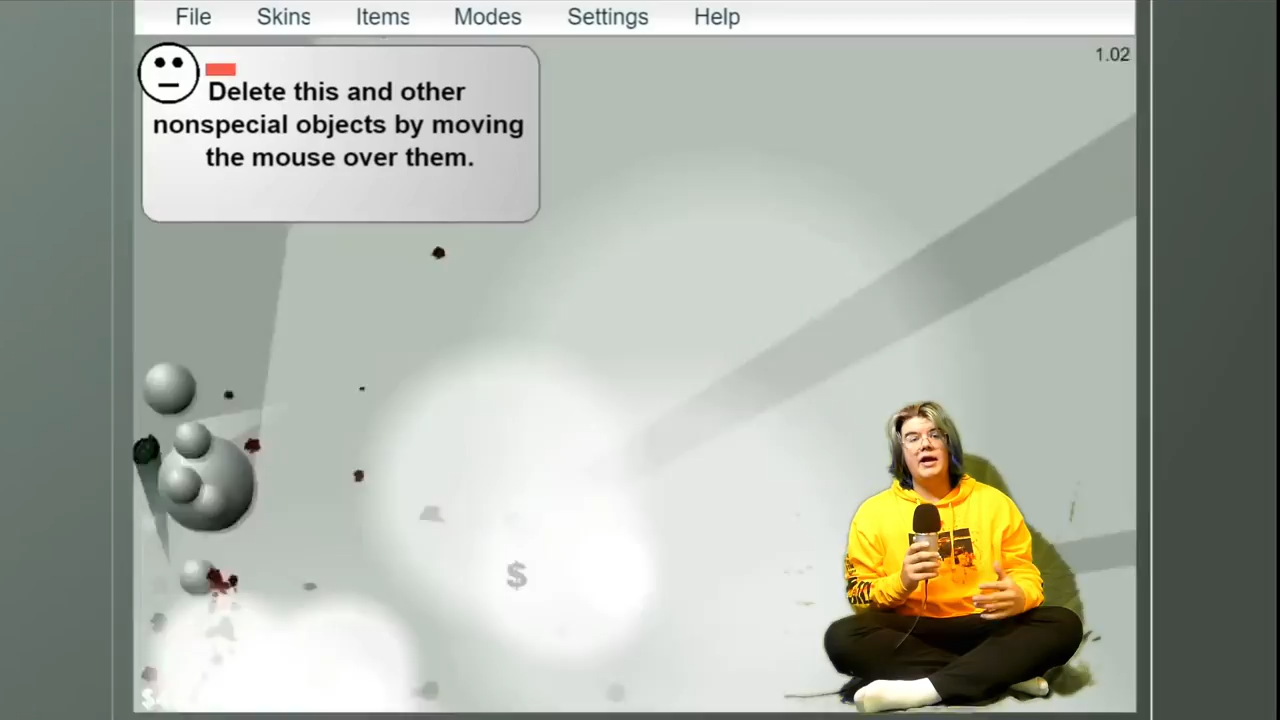 File Skins Items Modes Settings Help
1.02
Delete this and other
nonspecial objects by moving
the mouse over them.
$
$